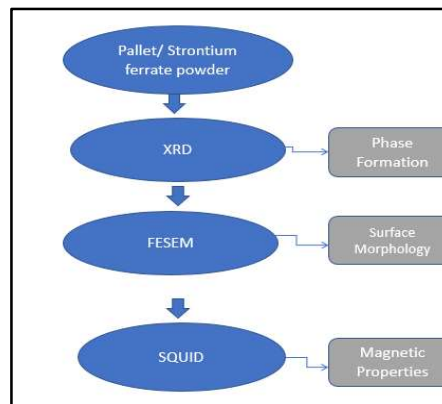 Pallet/ Strontium
ferrate powder
XRD
Phase
Formation
FESEM
Surface
Morphology
SQUID
Magnetic
Properties